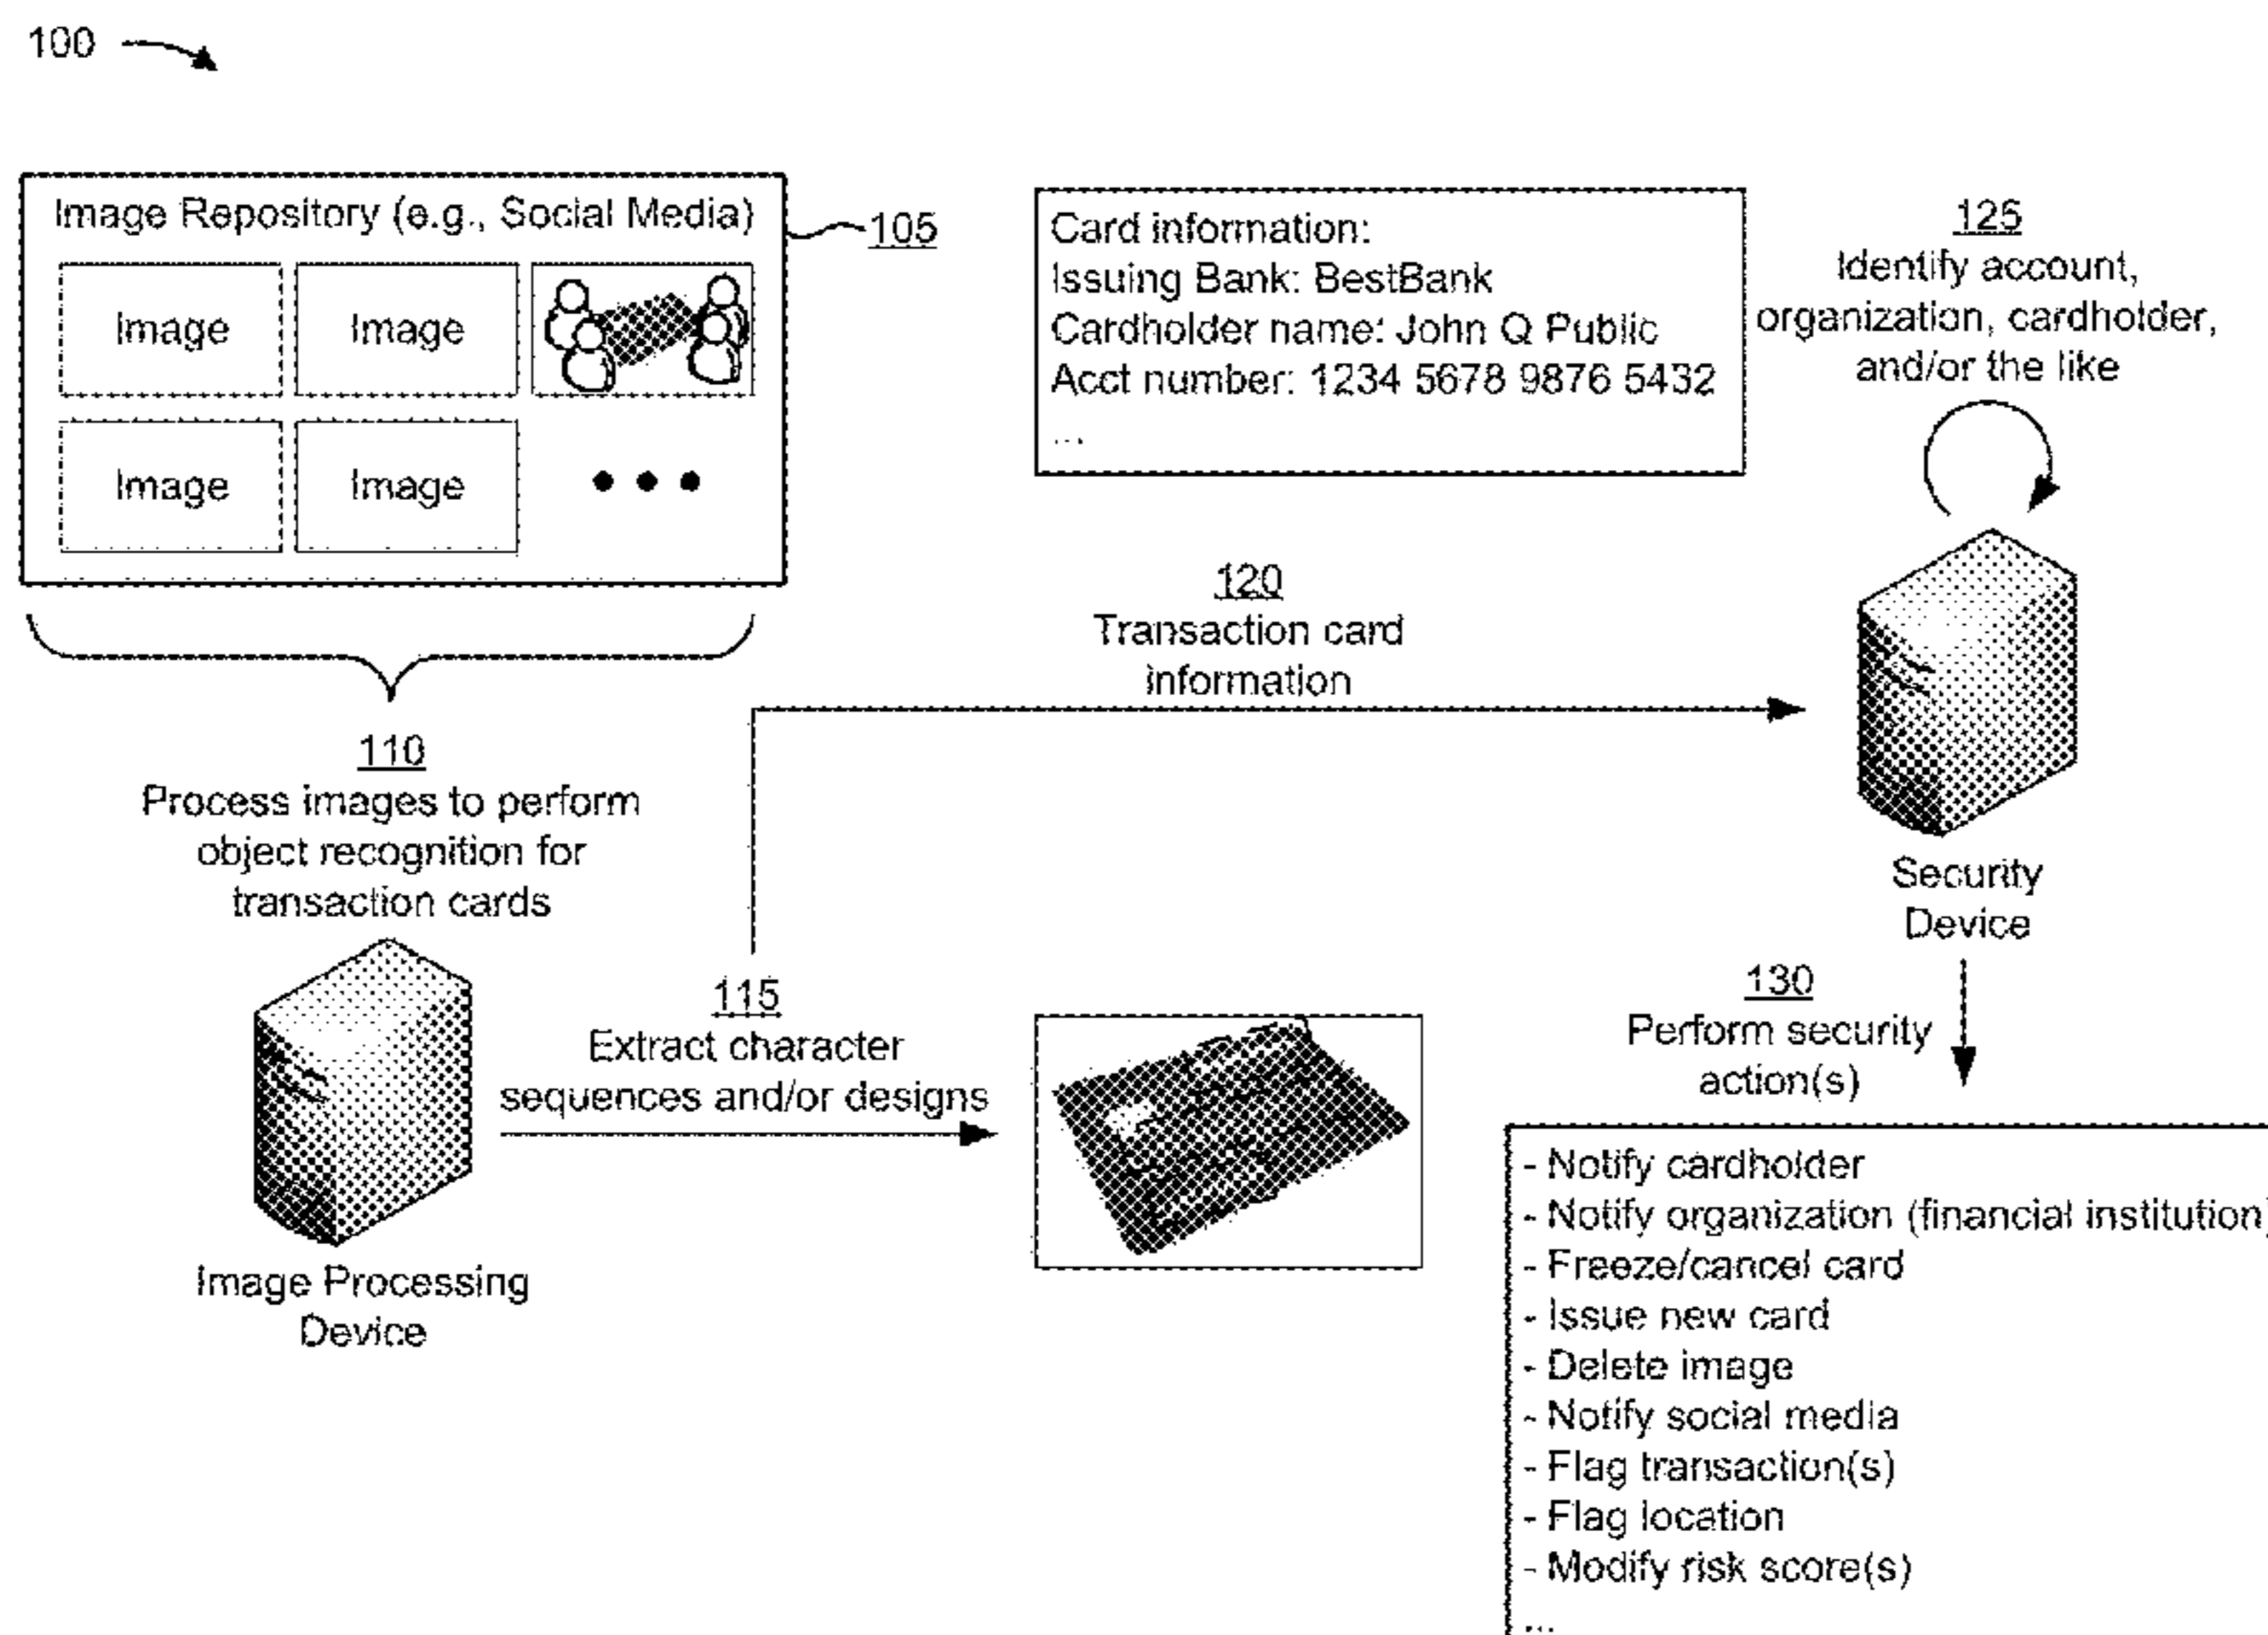 100
Image Repository (e.g., Social Media)
105
Image
Image
Image
Image
Card information:
Issuing Bank: BestBank
Cardholder name: John Q Public
Acct number: 1234 5678 9876 5432
...
125
Identify account,
organization, cardholder,
and/or the like
120
Transaction card
information
110
Process images to perform
object recognition for
transaction cards
Security
Device
115
Extract character
sequences and/or designs
Image Processing
Device
130
Perform security
action(s)
- Notify cardholder
- Notify organization (financial institution)
- Freeze/cancel card
- Issue new card
- Delete image
- Notify social media
- Flag transaction(s)
- Flag location
- Modify risk score(s)
...